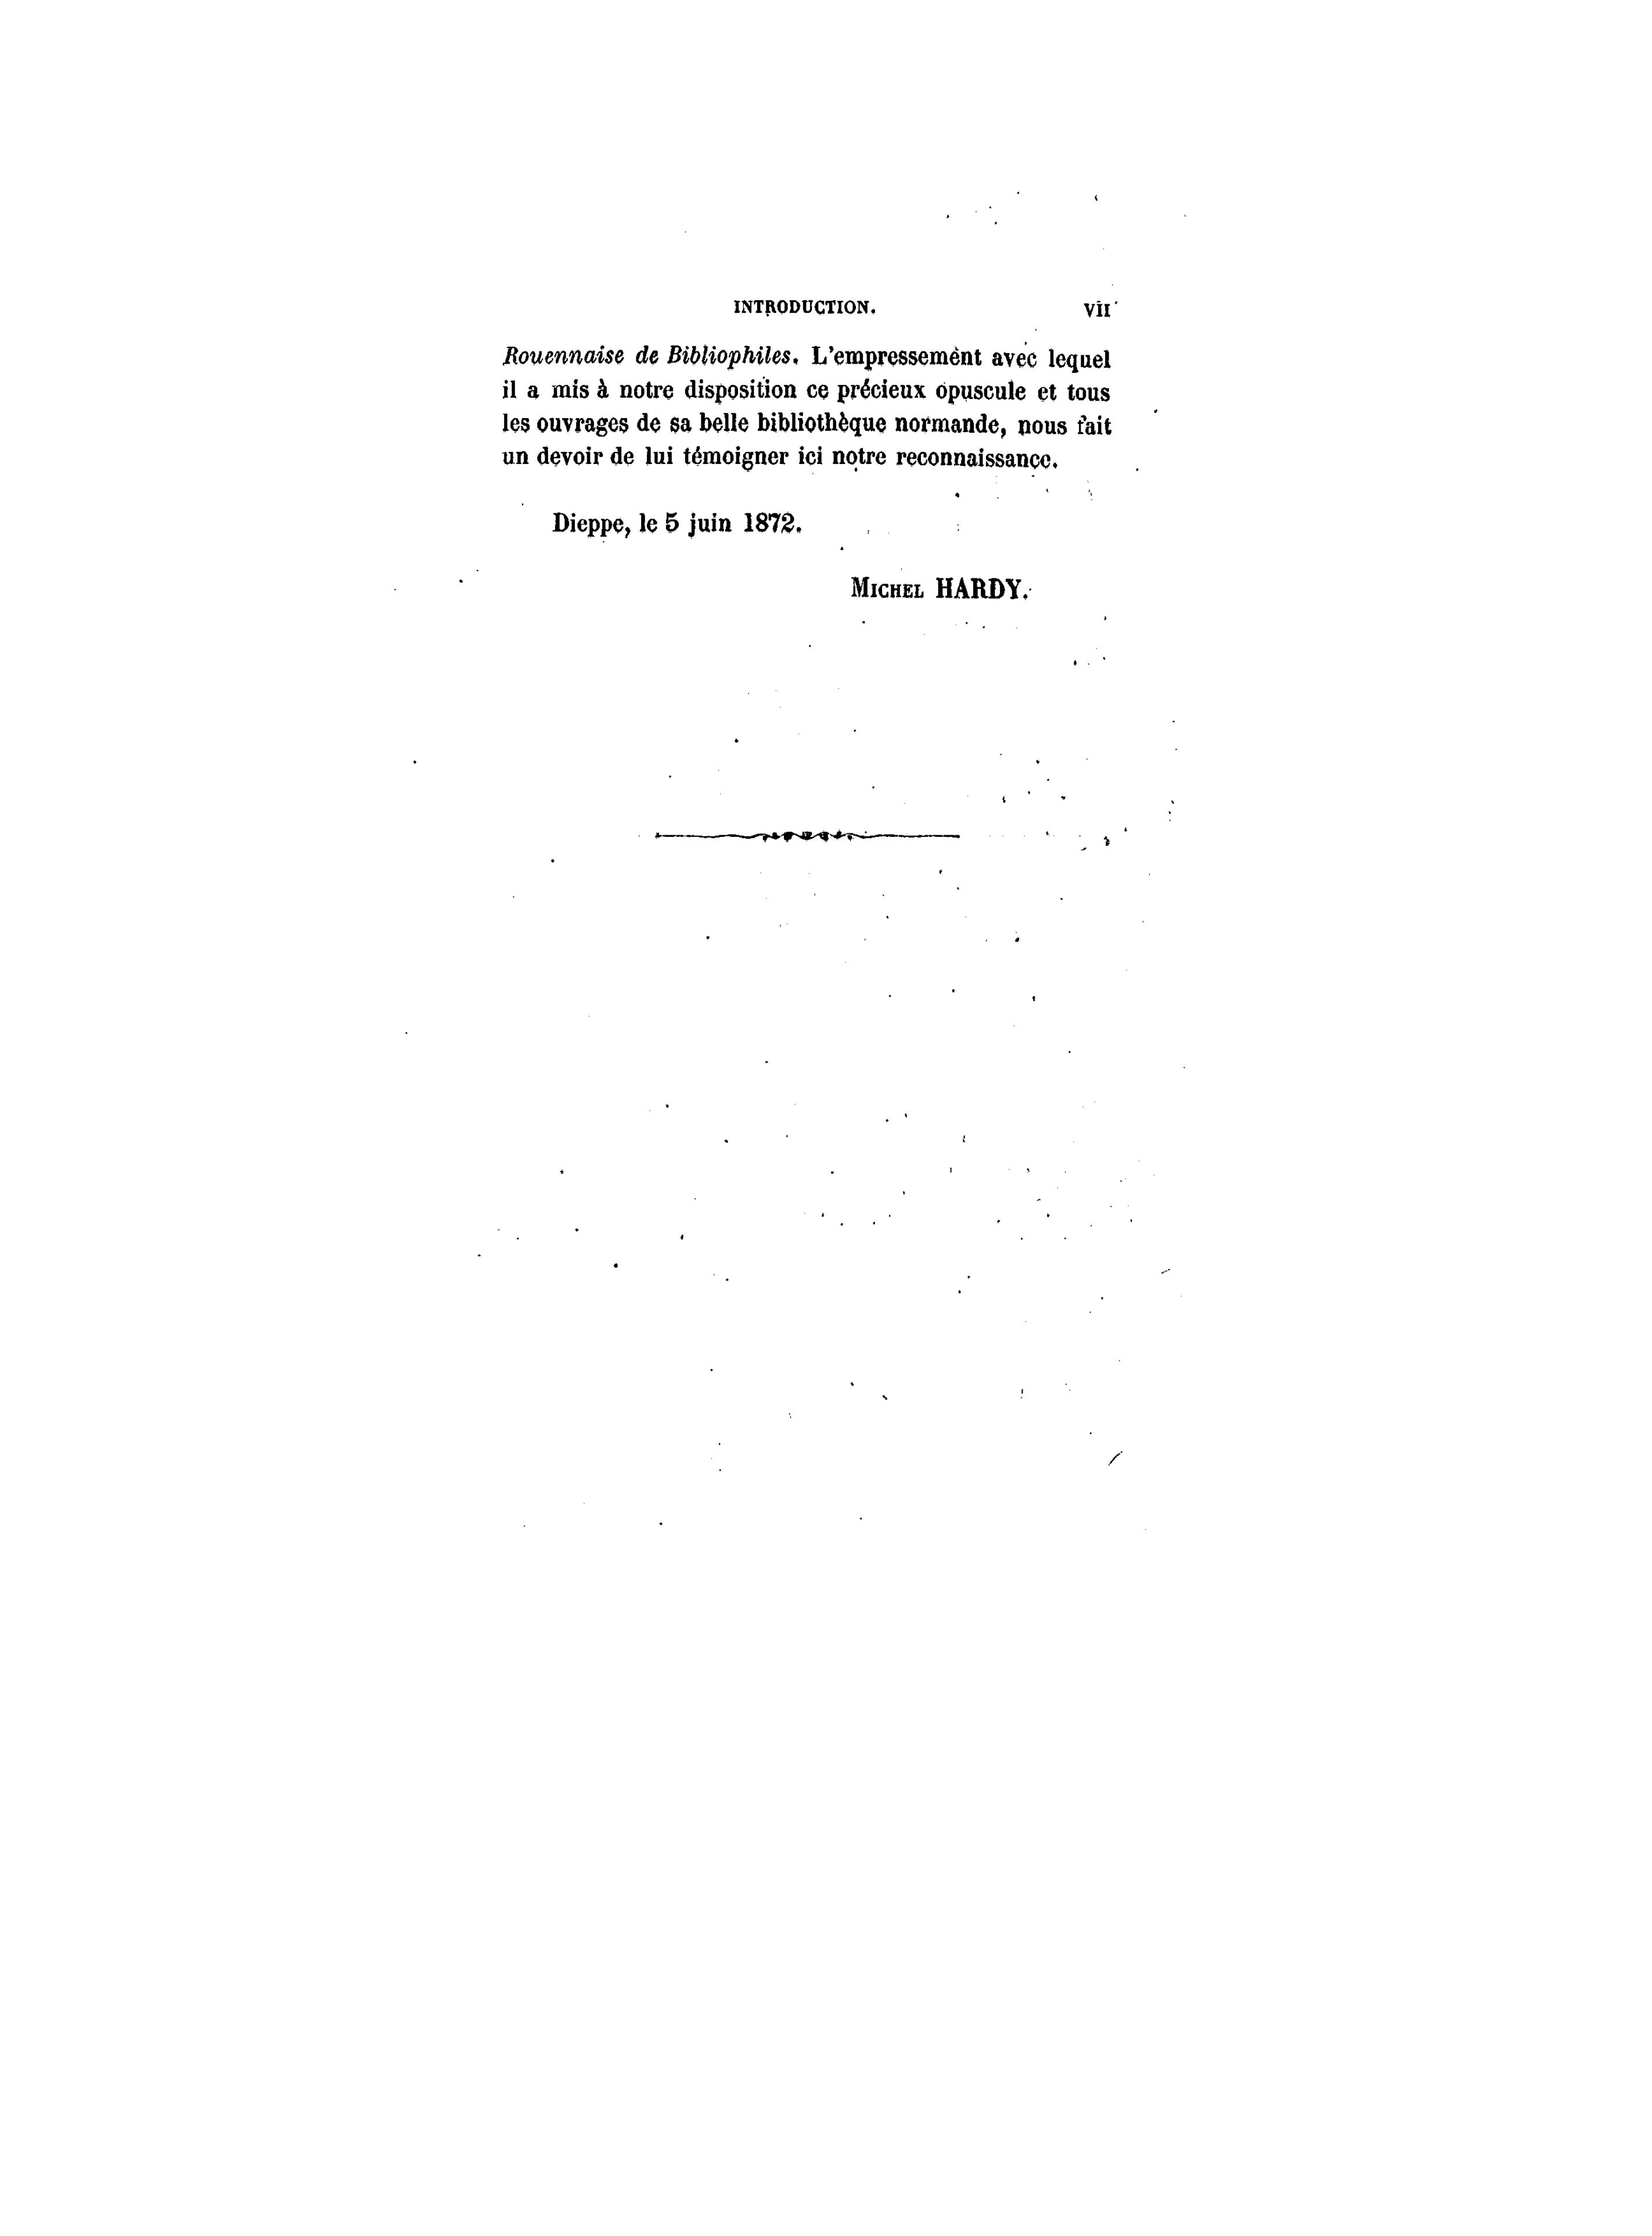 INTRODUCTION. VII
Rouennaise de Bibliophiles. L'empressement avec lequel
il a mis à notre disposition ce précieux opuscule et tous
les ouvrages de sa belle bibliothèque normande, nous fait
un devoir de lui témoigner ici notre reconnaissance.
Dieppe, le 5 juin 1872.
MICHEL HARDY.